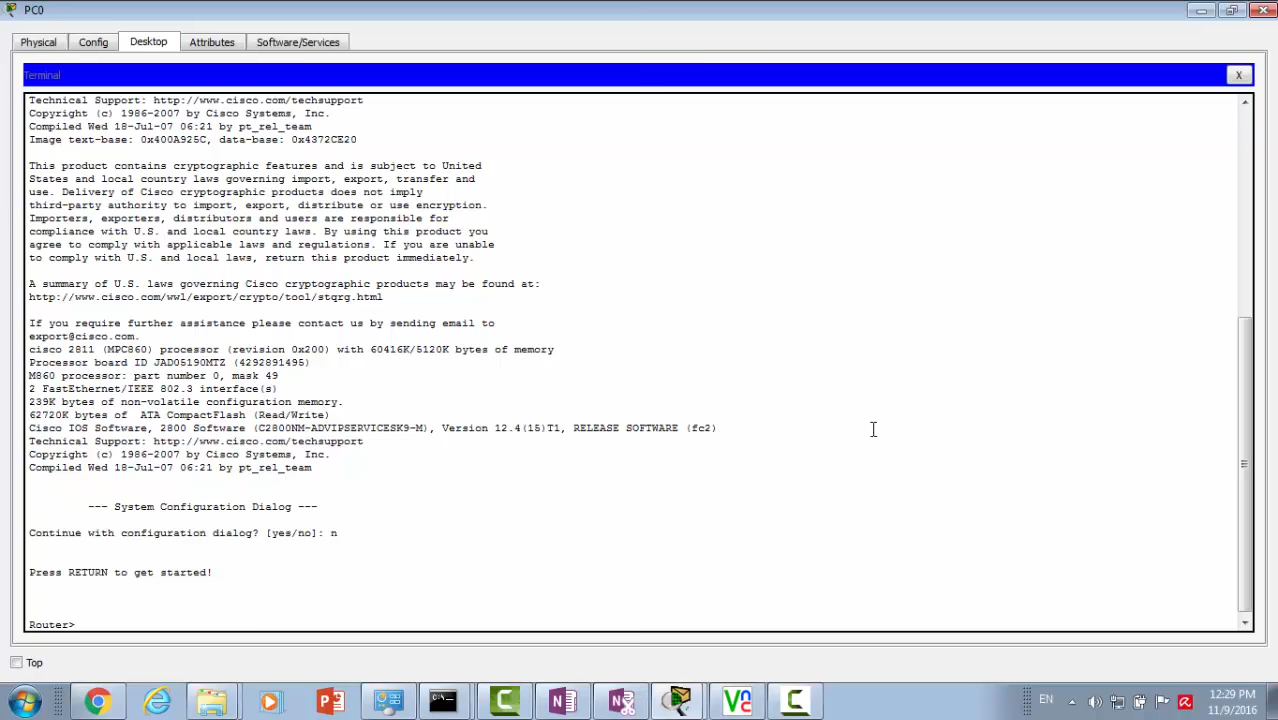 PC0
Physical Config Desktop Attributes Software/Services
Terminal
X
Technical Support: http://www.cisco.com/techsupport
Copyright (c) 1986-2007 by Cisco Systems, Inc.
Compiled Wed 18-Jul-07 06:21 by pt_rel_team
Image text-base: 0x400A925C, data-base: 0x4372CE20
This product contains cryptographic features and is subject to United
States and local country laws governing import, export, transfer and
use. Delivery of Cisco cryptographic products does not imply
third-party authority to import, export, distribute or use encryption.
Importers, exporters, distributors and users are responsible for
compliance with U.S. and local country laws. By using this product you
agree to comply with applicable laws and regulations. If you are unable
to comply with U.S. and local laws, return this product immediately.
A summary of U.S. laws governing Cisco cryptographic products may be found at:
http://www.cisco.com/wwl/export/crypto/tool/stqrg.html
If you require further assistance please contact us by sending email to
export@cisco.com.
cisco 2811 (MPC860) processor (revision 0x200) with 60416K/5120K bytes of memory
Processor board ID JAD05190MTZ (4292891495)
M860 processor: part number 0, mask 49
2 FastEthernet/IEEE 802.3 interface(s)
239K bytes of non-volatile configuration memory.
62720K bytes of ATA CompactFlash (Read/Write)
Cisco IOS Software, 2800 Software (C2800NM-ADVIPSERVICESK9-M), Version 12.4(15)T1, RELEASE SOFTWARE (fc2)
Technical Support: http://www.cisco.com/techsupport
Copyright (c) 1986-2007 by Cisco Systems, Inc.
Compiled Wed 18-Jul-07 06:21 by pt_rel_team
--- System Configuration Dialog ---
Continue with configuration dialog? [yes/no]: n
Press RETURN to get started!
Router>
Top
EN
12:29 PM
11/9/2016